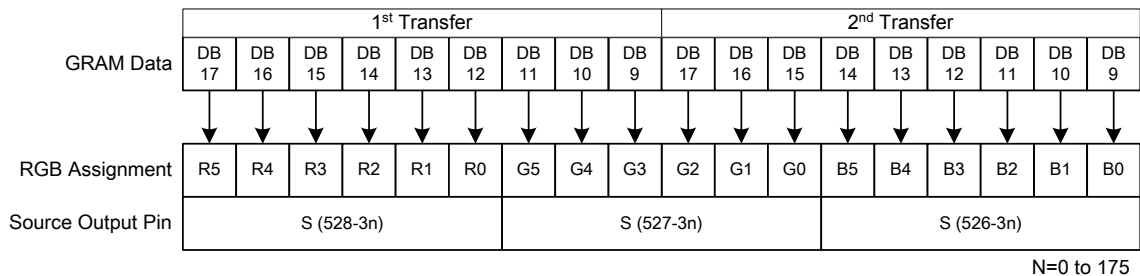 1st Transfer 2nd Transfer
GRAM Data DB 17 DB 16 DB 15 DB 14 DB 13 DB 12 DB 11 DB 10 DB 9 DB 17 DB 16 DB 15 DB 14 DB 13 DB 12 DB 11 DB 10 DB 9
RGB Assignment R5 R4 R3 R2 R1 R0 G5 G4 G3 G2 G1 G0 B5 B4 B3 B2 B1 B0
Source Output Pin S (528-3n) S (527-3n) S (526-3n)
N=0 to 175